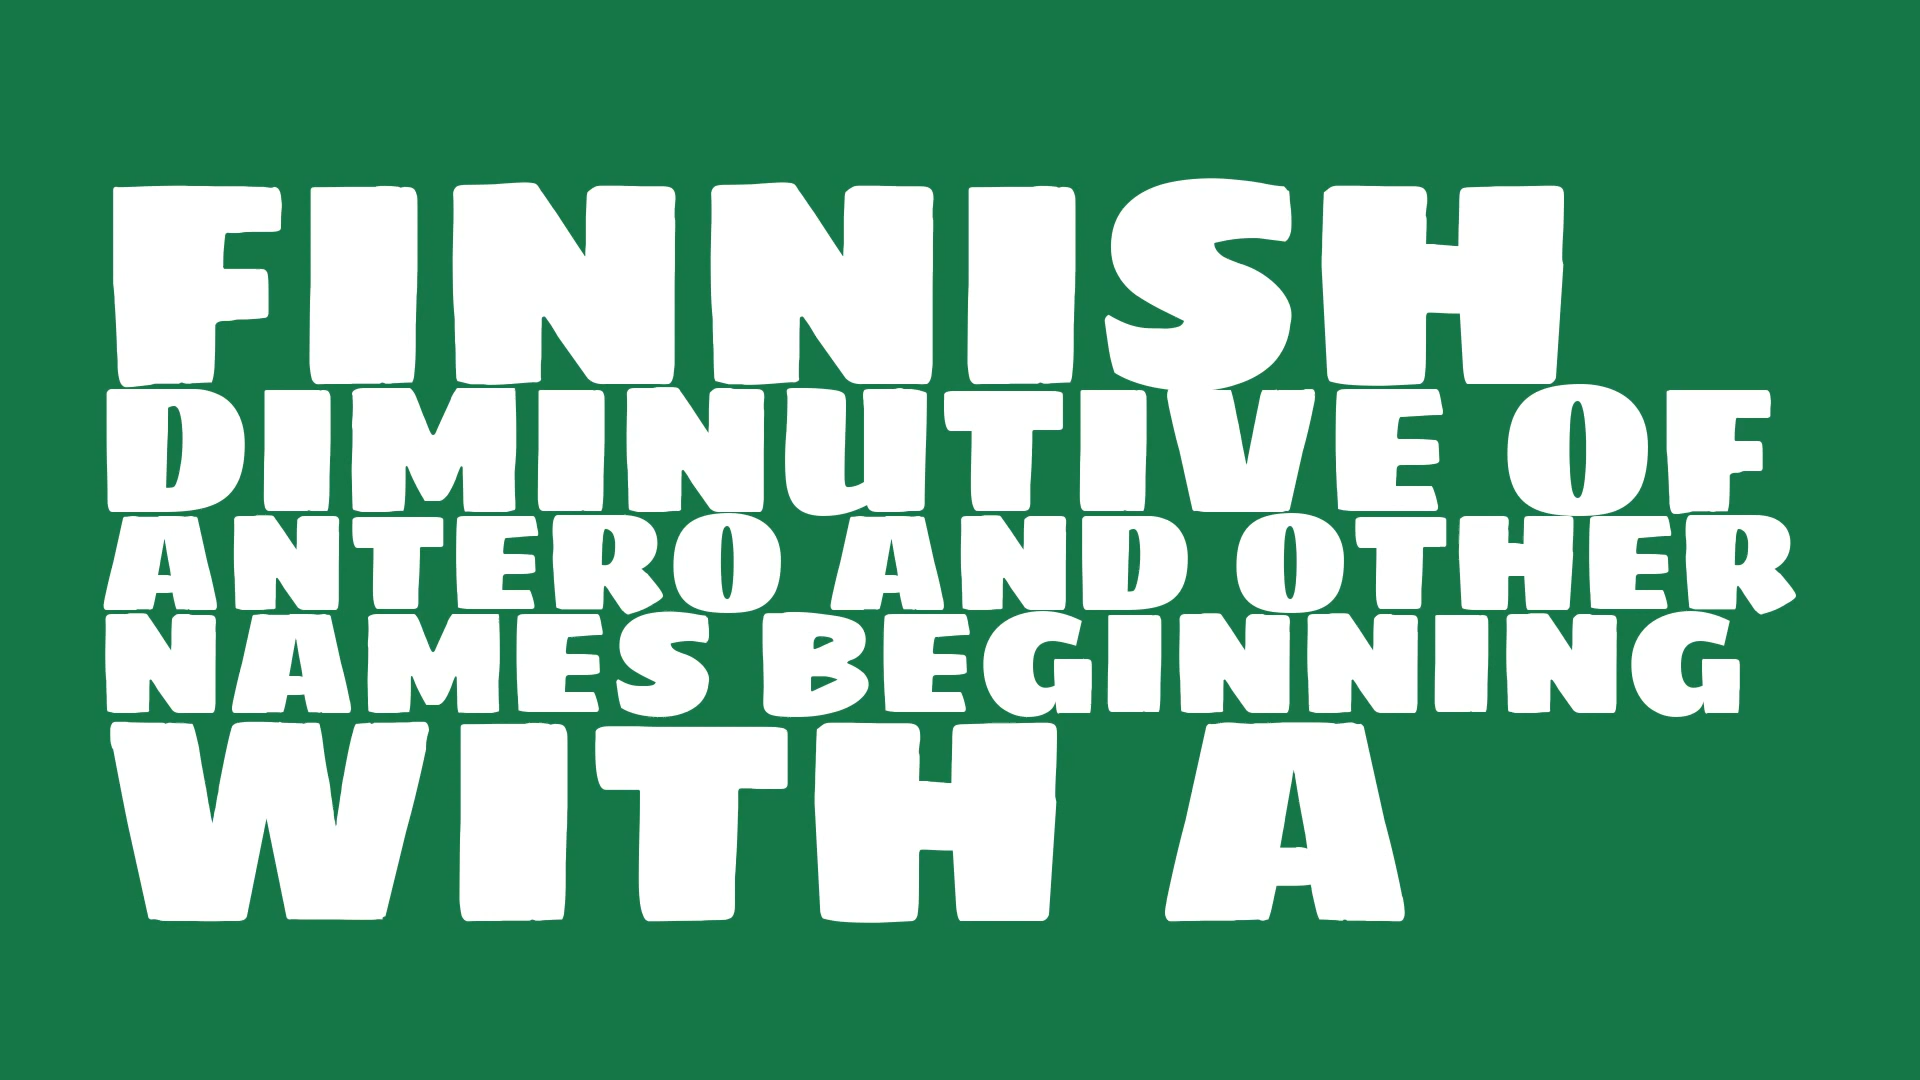 FINNISH
DIMINUTIVE OF
ANTERO AND OTHER
NAMES BEGINNING
WITH A